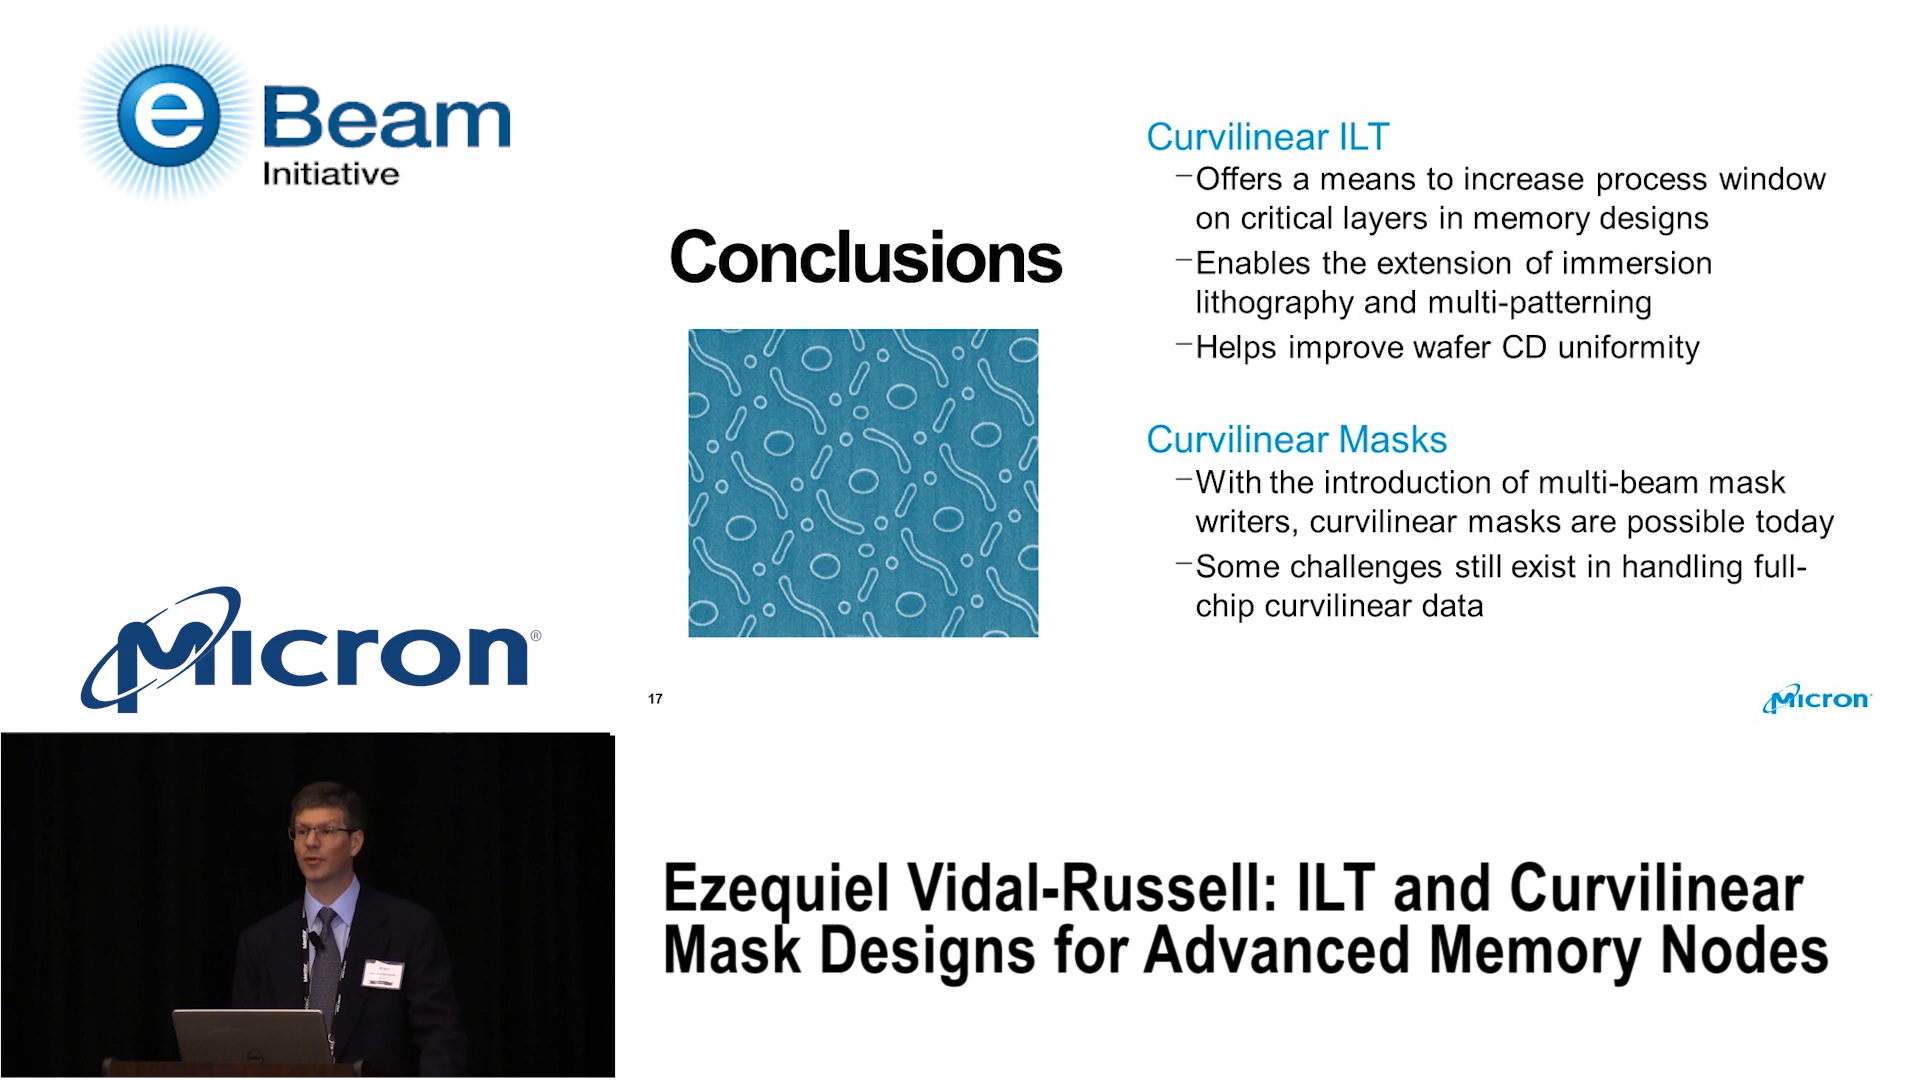 e Beam
Initiative
Conclusions
Curvilinear ILT
–Offers a means to increase process window
on critical layers in memory designs
–Enables the extension of immersion
lithography and multi-patterning
–Helps improve wafer CD uniformity
Curvilinear Masks
–With the introduction of multi-beam mask
writers, curvilinear masks are possible today
–Some challenges still exist in handling full-
chip curvilinear data
Micron®
17
Micron
Ezequiel Vidal-Russell: ILT and Curvilinear
Mask Designs for Advanced Memory Nodes